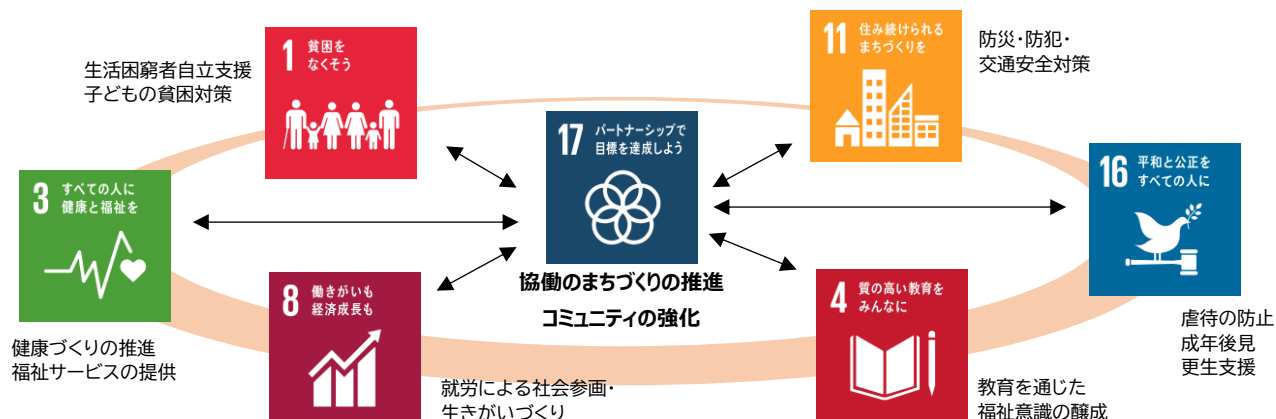 生活困窮者自立支援
子どもの貧困対策
1 貧困を
なくそう
11 住み続けられる
まちづくりを
防災・防犯・
交通安全対策
17 パートナーシップで
目標を達成しよう
協働のまちづくりの推進
コミュニティの強化
3 すべての人に
健康と福祉を
健康づくりの推進
福祉サービスの提供
16 平和と公正を
すべての人に
虐待の防止
成年後見
更生支援
8 働きがいも
経済成長も
就労による社会参画・
生きがいづくり
4 質の高い教育を
みんなに
教育を通じた
福祉意識の醸成